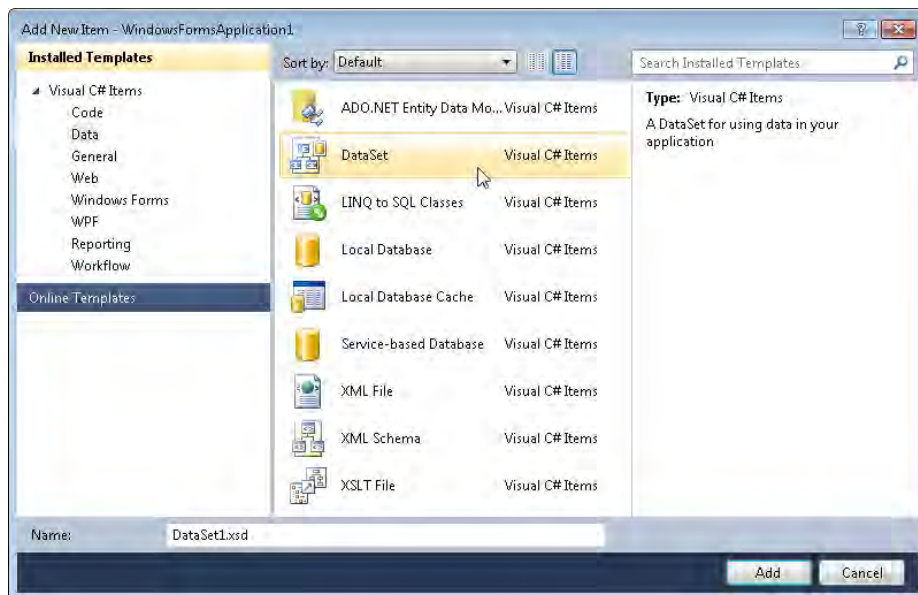 Add New Item - WindowsFormsApplication1
Installed Templates
Visual C# Items
Code
Data
General
Web
Windows Forms
WPF
Reporting
Workflow
Online Templates
Sort by: Default
ADO.NET Entity Data Mo... Visual C# Items
DataSet Visual C# Items
LINQ to SQL Classes Visual C# Items
Local Database Visual C# Items
Local Database Cache Visual C# Items
Service-based Database Visual C# Items
XML File Visual C# Items
XML Schema Visual C# Items
XSLT File Visual C# Items
Search Installed Templates
Type: Visual C# Items
A DataSet for using data in your
application
Name: DataSet1.xsd
Add Cancel